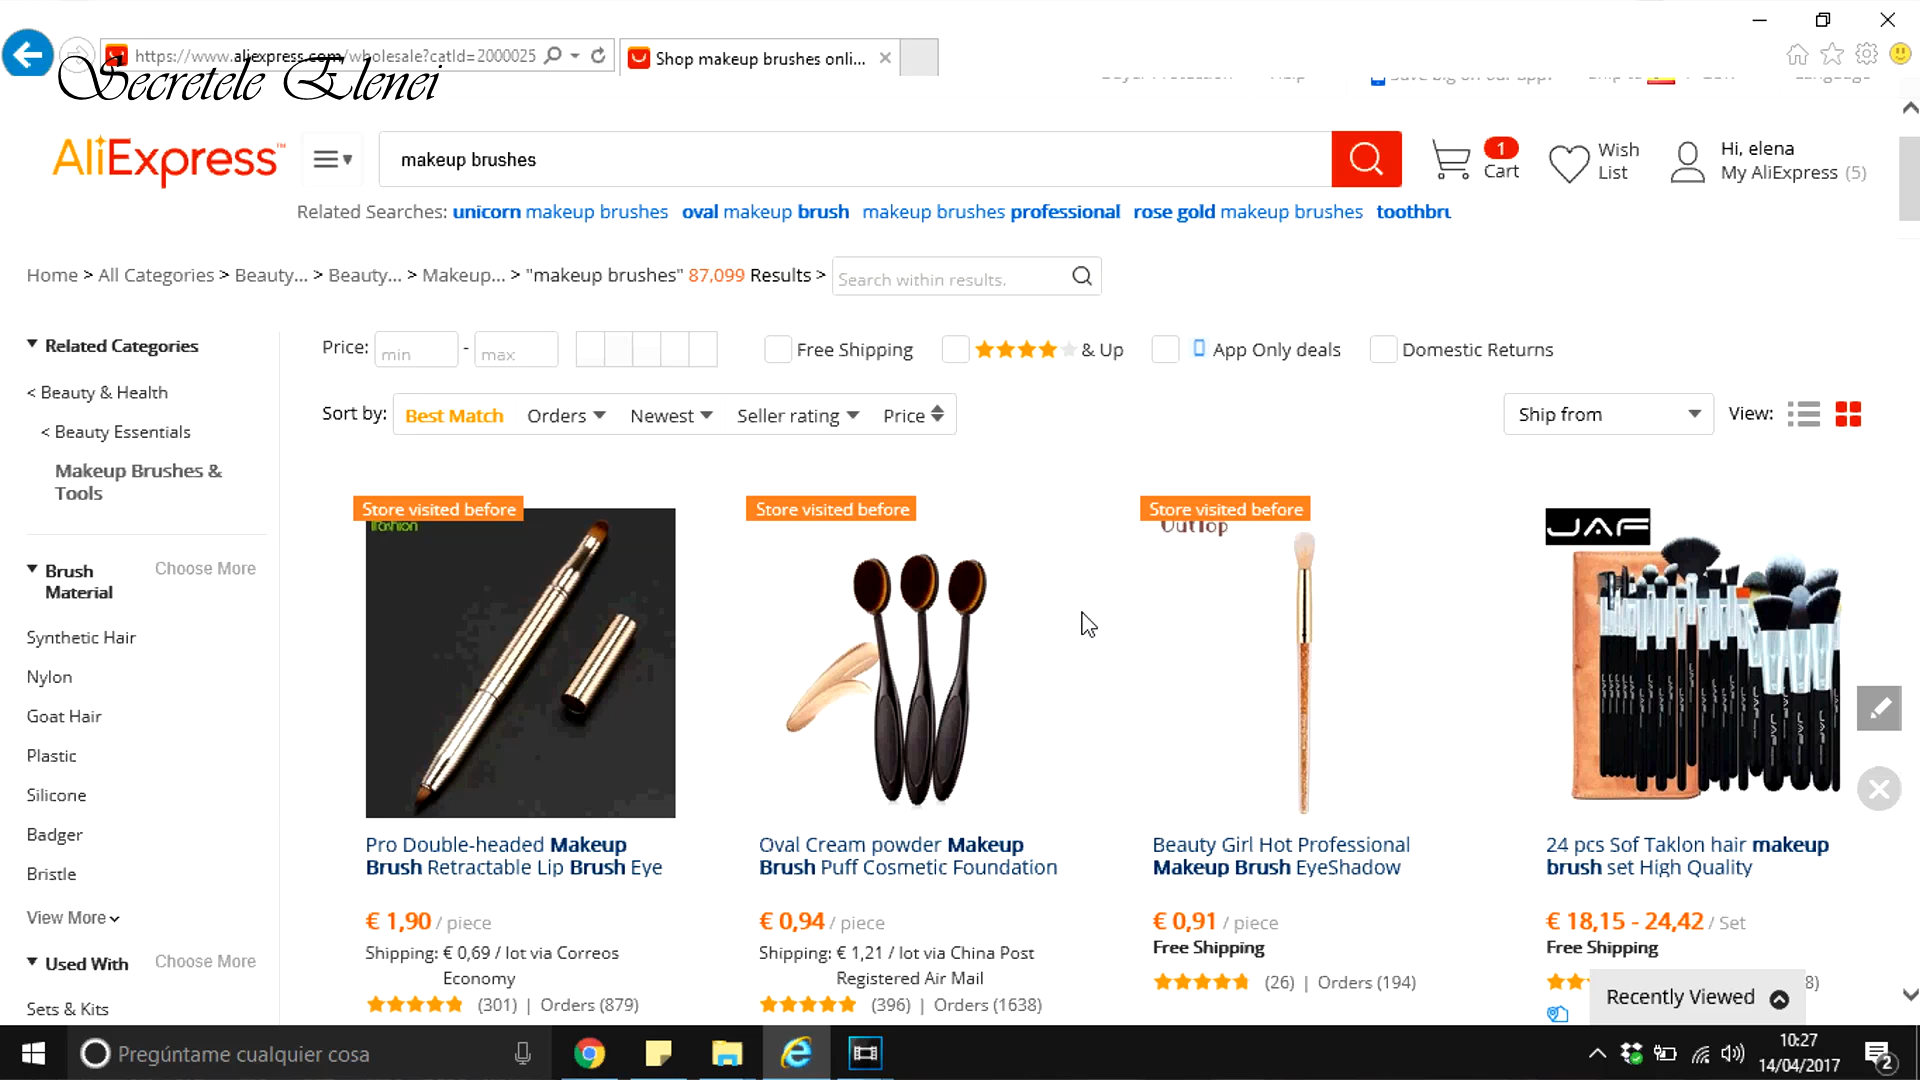 https://www.aliexpress.com/wholesale?catId=2000025
Shop makeup brushes onli...
Secretele Elenei
AliExpress™
makeup brushes
1
Cart
Wish
List
Hi, elena
My AliExpress (5)
Related Searches: unicorn makeup brushes oval makeup brush makeup brushes professional rose gold makeup brushes
Home > All Categories > Beauty... > Beauty... > Makeup... > "makeup brushes" 87,099 Results >
Search within results.
Related Categories
< Beauty & Health
< Beauty Essentials
Makeup Brushes &
Tools
Price: min - max
Free Shipping
& Up
App Only deals
Domestic Returns
Sort by: Best Match Orders Newest Seller rating Price
Ship from
View:
Brush
Material
Choose More
Synthetic Hair
Nylon
Goat Hair
Plastic
Silicone
Badger
Bristle
View More
Used With
Choose More
Sets & Kits
Store visited before
Pro Double-headed Makeup
Brush Retractable Lip Brush Eye
€ 1,90 / piece
Shipping: € 0,69 / lot via Correos
Economy
(301) | Orders (879)
Store visited before
Oval Cream powder Makeup
Brush Puff Cosmetic Foundation
€ 0,94 / piece
Shipping: € 1,21 / lot via China Post
Registered Air Mail
(396) | Orders (1638)
Store visited before
OutTop
Beauty Girl Hot Professional
Makeup Brush EyeShadow
€ 0,91 / piece
Free Shipping
(26) | Orders (194)
JAF
24 pcs Sof Taklon hair makeup
brush set High Quality
€ 18,15 - 24,42 / Set
Free Shipping
Recently Viewed
Pregúntame cualquier cosa
10:27
14/04/2017
2